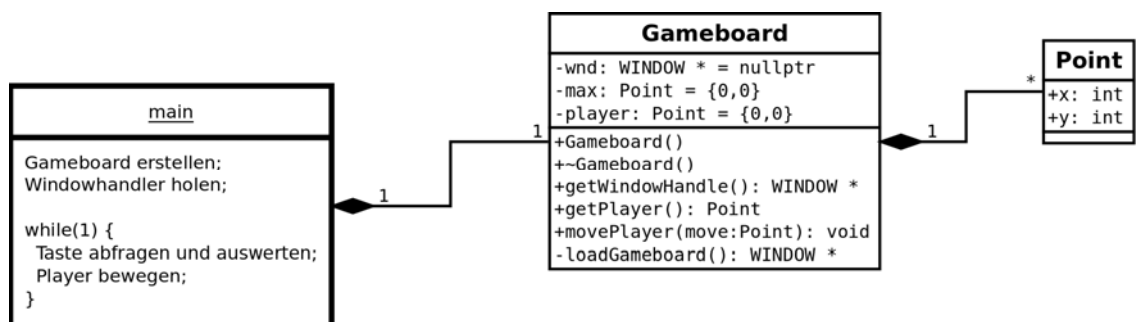 main
Gameboard erstellen;
Windowhandler holen;
while(1) {
Taste abfragen und auswerten;
Player bewegen;
}
1
1
Gameboard
-wnd: WINDOW * = nullptr
-max: Point = {0,0}
-player: Point = {0,0}
+Gameboard()
+~Gameboard()
+getWindowHandle(): WINDOW *
+getPlayer(): Point
+movePlayer(move:Point): void
-loadGameboard(): WINDOW *
1
*
Point
+x: int
+y: int